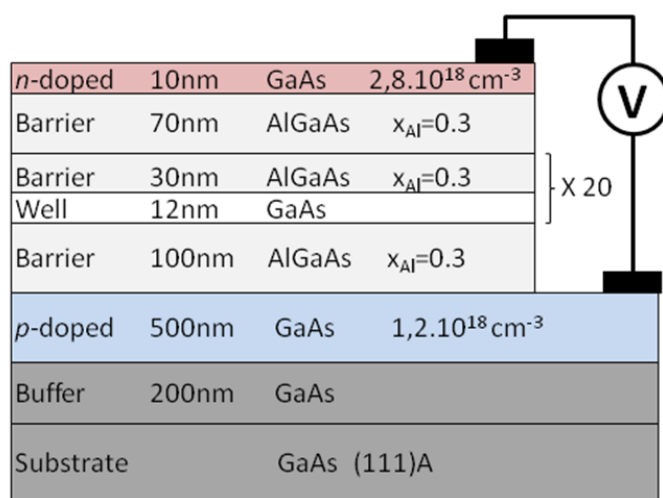 n-doped 10nm GaAs 2,8.10¹⁸ cm⁻³
Barrier 70nm AlGaAs x_Al=0.3
Barrier 30nm AlGaAs x_Al=0.3
Well 12nm GaAs
X 20
Barrier 100nm AlGaAs x_Al=0.3
p-doped 500nm GaAs 1,2.10¹⁸ cm⁻³
Buffer 200nm GaAs
Substrate GaAs (111)A
V